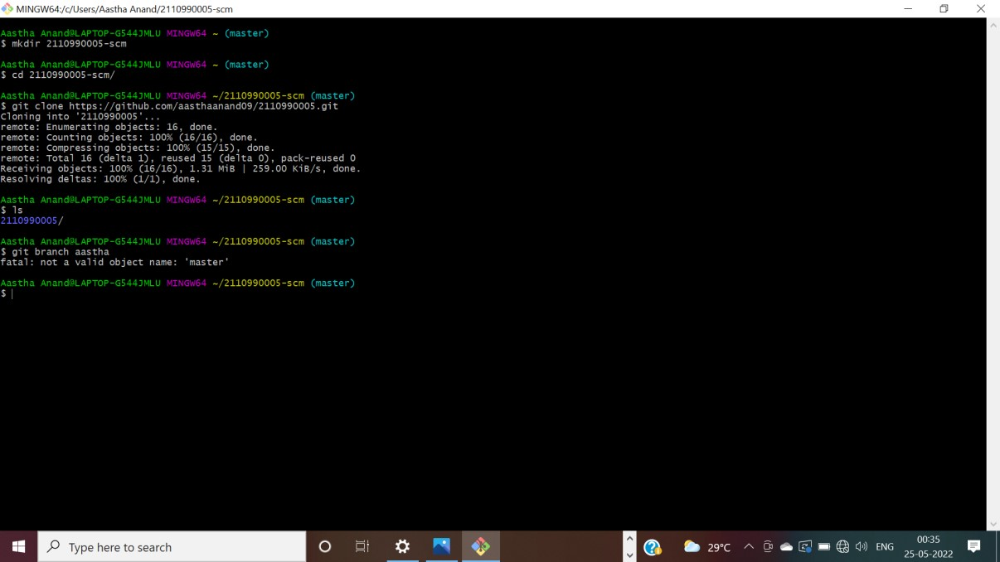 MINGW64:/c/Users/Aastha Anand/2110990005-scm
Aastha Anand@LAPTOP-G544JMLU MINGW64 ~ (master)
$ mkdir 2110990005-scm
Aastha Anand@LAPTOP-G544JMLU MINGW64 ~ (master)
$ cd 2110990005-scm/
Aastha Anand@LAPTOP-G544JMLU MINGW64 ~/2110990005-scm (master)
$ git clone https://github.com/aasthaanand09/2110990005.git
Cloning into '2110990005'...
remote: Enumerating objects: 16, done.
remote: Counting objects: 100% (16/16), done.
remote: Compressing objects: 100% (15/15), done.
remote: Total 16 (delta 1), reused 15 (delta 0), pack-reused 0
Receiving objects: 100% (16/16), 1.31 MiB | 259.00 KiB/s, done.
Resolving deltas: 100% (1/1), done.
Aastha Anand@LAPTOP-G544JMLU MINGW64 ~/2110990005-scm (master)
$ ls
2110990005/
Aastha Anand@LAPTOP-G544JMLU MINGW64 ~/2110990005-scm (master)
$ git branch aastha
fatal: not a valid object name: 'master'
Aastha Anand@LAPTOP-G544JMLU MINGW64 ~/2110990005-scm (master)
$
Type here to search
29°C
ENG
00:35
25-05-2022